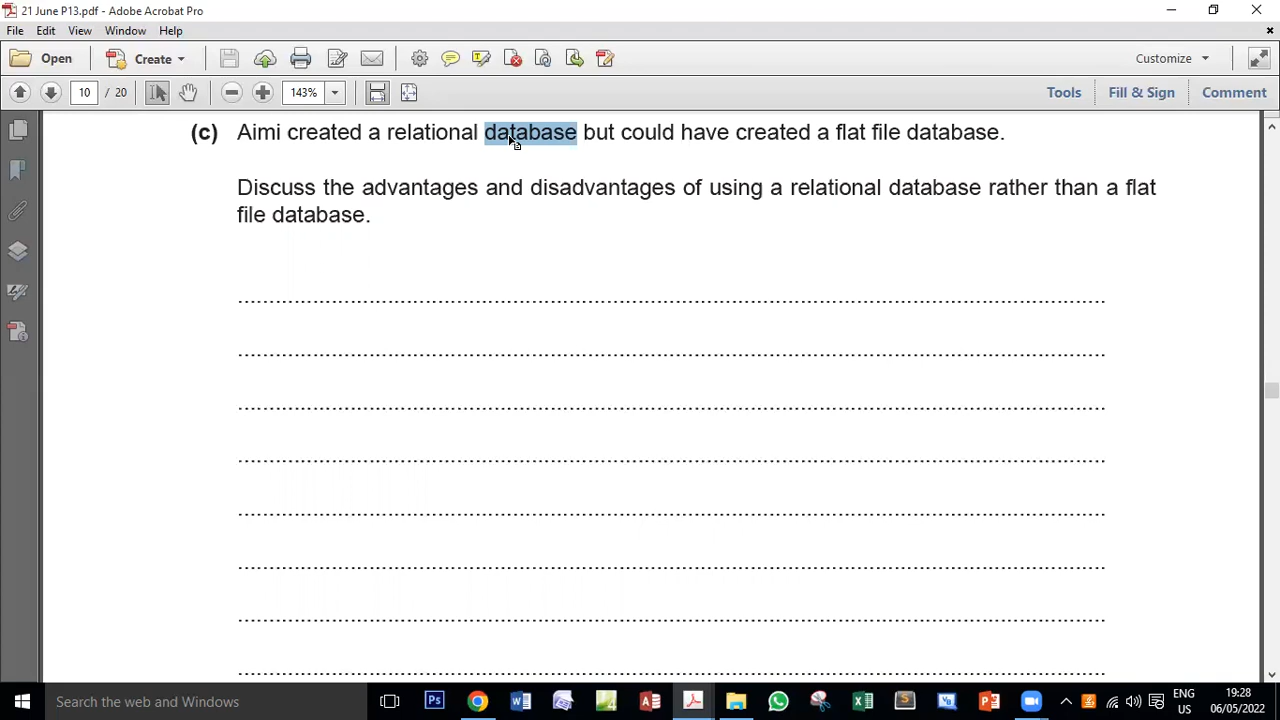 21 June P13.pdf - Adobe Acrobat Pro
File Edit View Window Help
Open Create Customize
10 / 20 143% Tools Fill & Sign Comment
(c) Aimi created a relational database but could have created a flat file database.
Discuss the advantages and disadvantages of using a relational database rather than a flat
file database.
................................................................................
................................................................................
................................................................................
................................................................................
................................................................................
................................................................................
................................................................................
................................................................................
Search the web and Windows
ENG
US
19:28
06/05/2022